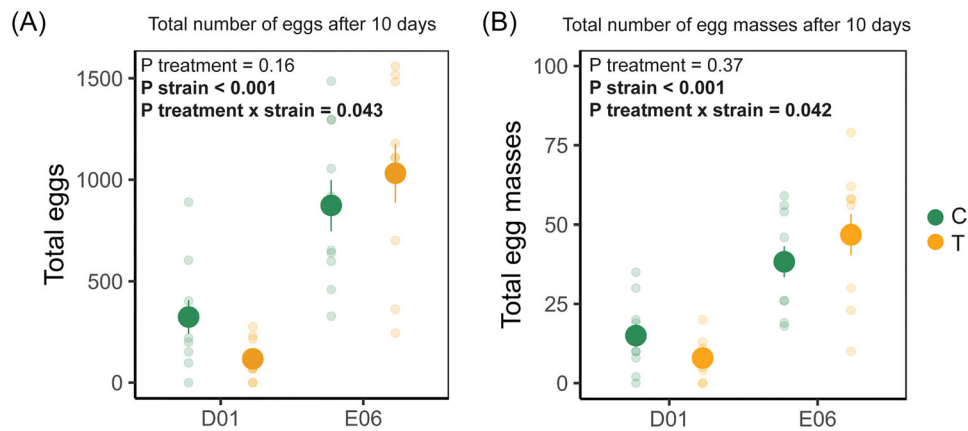 (A)
Total number of eggs after 10 days
P treatment = 0.16
P strain < 0.001
P treatment x strain = 0.043
Total eggs
1500
1000
500
0
D01
E06
(B)
Total number of egg masses after 10 days
P treatment = 0.37
P strain < 0.001
P treatment x strain = 0.042
Total egg masses
100
75
50
25
0
D01
E06
C
T